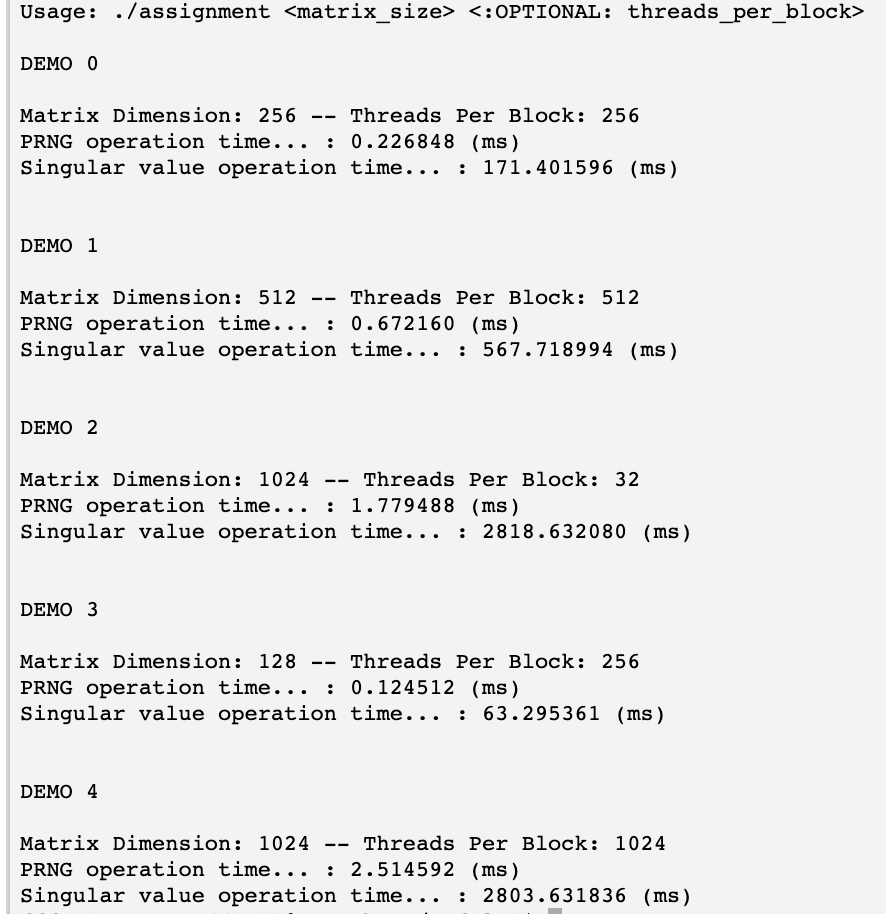 Usage: ./assignment <matrix_size> <:OPTIONAL: threads_per_block>
DEMO 0
Matrix Dimension: 256 -- Threads Per Block: 256
PRNG operation time... : 0.226848 (ms)
Singular value operation time... : 171.401596 (ms)
DEMO 1
Matrix Dimension: 512 -- Threads Per Block: 512
PRNG operation time... : 0.672160 (ms)
Singular value operation time... : 567.718994 (ms)
DEMO 2
Matrix Dimension: 1024 -- Threads Per Block: 32
PRNG operation time... : 1.779488 (ms)
Singular value operation time... : 2818.632080 (ms)
DEMO 3
Matrix Dimension: 128 -- Threads Per Block: 256
PRNG operation time... : 0.124512 (ms)
Singular value operation time... : 63.295361 (ms)
DEMO 4
Matrix Dimension: 1024 -- Threads Per Block: 1024
PRNG operation time... : 2.514592 (ms)
Singular value operation time... : 2803.631836 (ms)